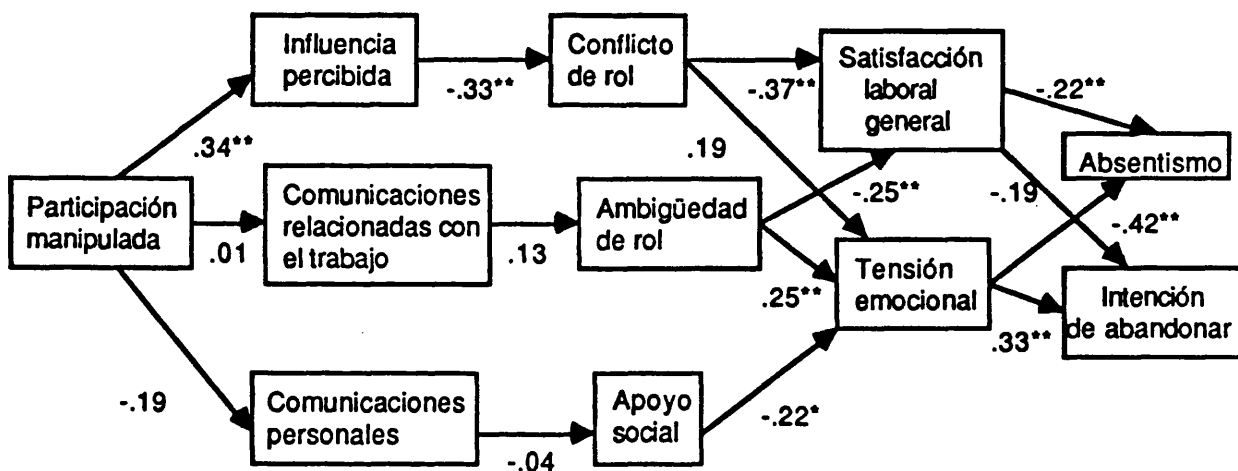 Influencia
percibida
-.33**
Conflicto
de rol
-.37**
Satisfacción
laboral
general
-.22**
Absentismo
.34**
.19
-.25**
-.19
-.42**
Participación
manipulada
.01
Comunicaciones
relacionadas con
el trabajo
.13
Ambigüedad
de rol
.25**
Tensión
emocional
.33**
Intención
de abandonar
-.19
Comunicaciones
personales
-.04
Apoyo
social
-.22*